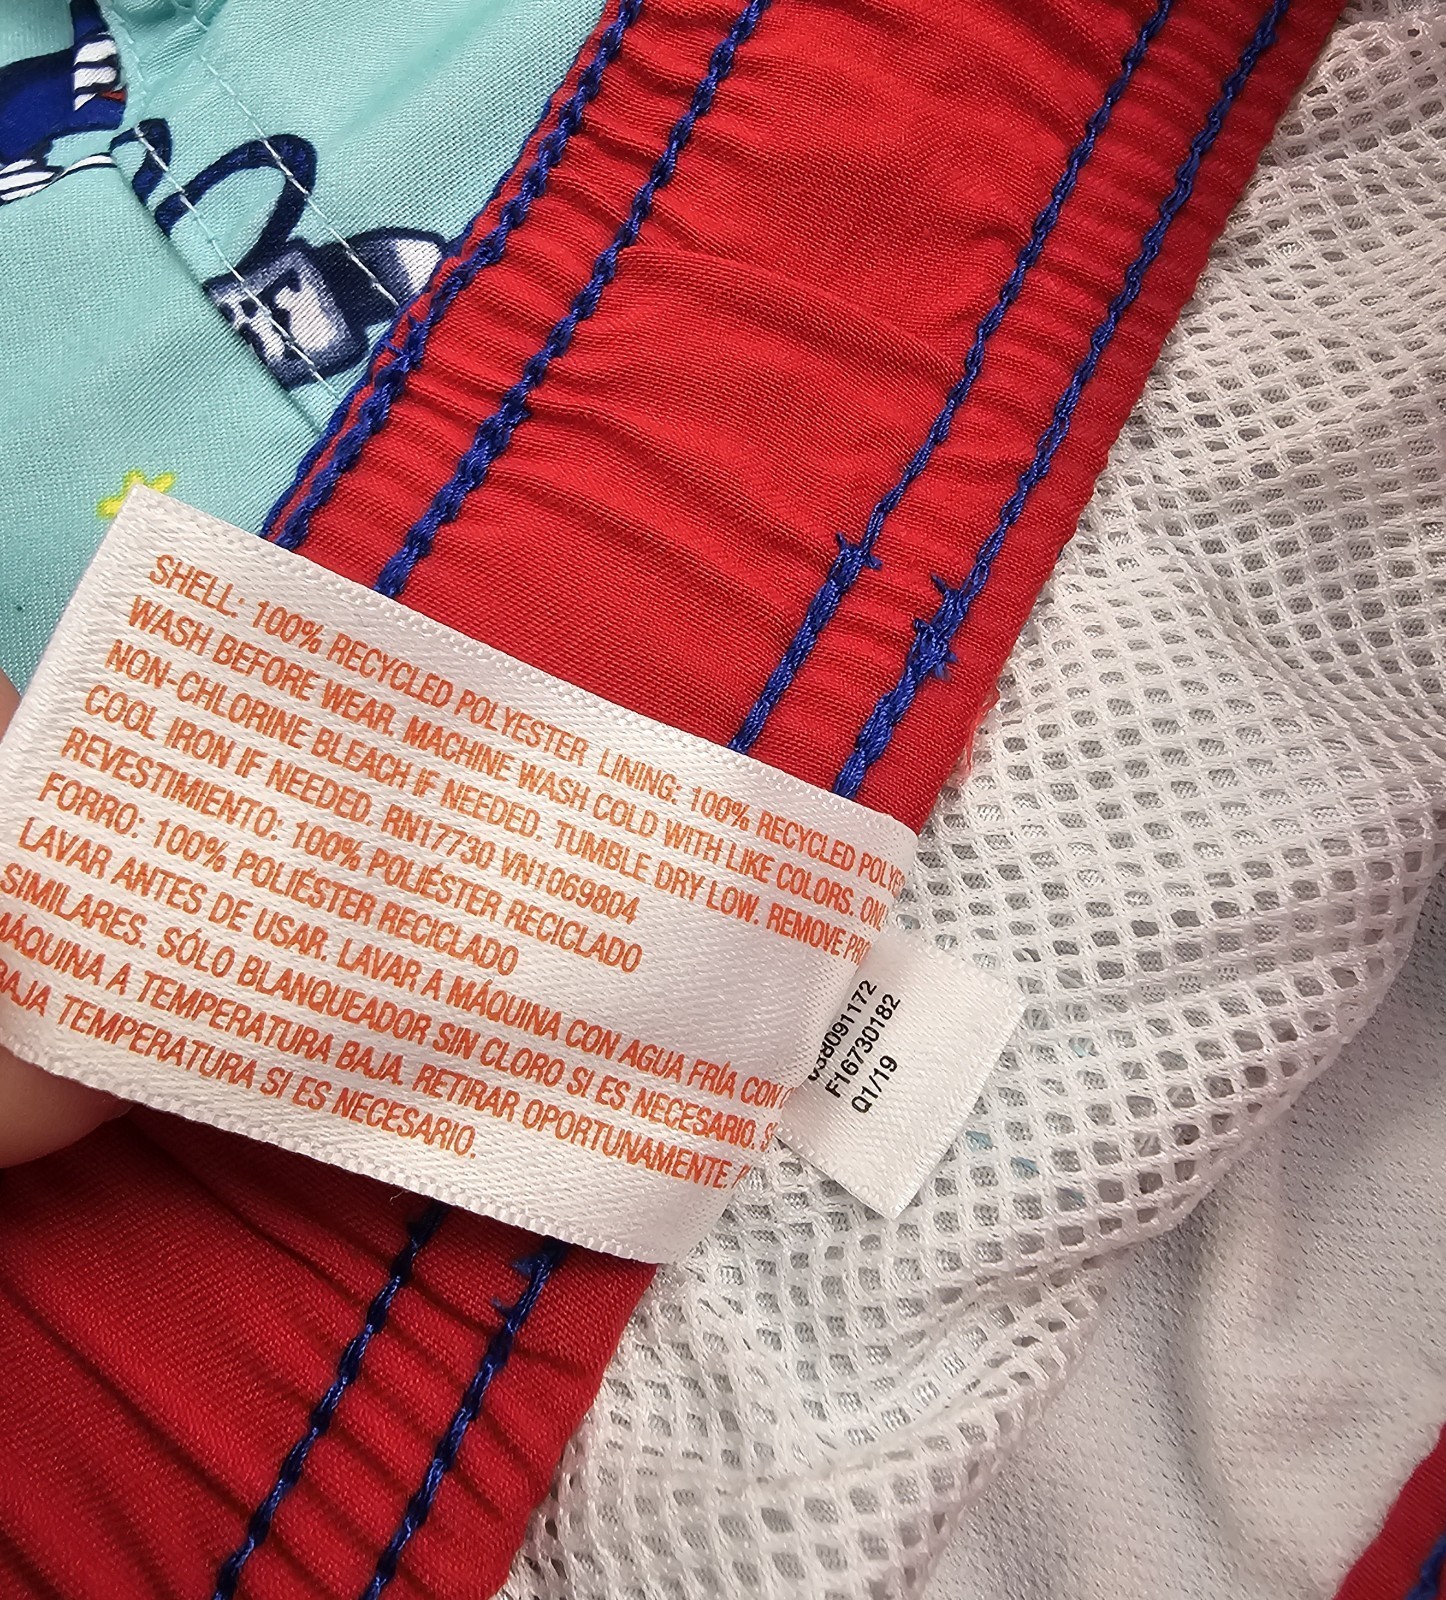 SHELL: 100% RECYCLED POLYESTER LINING: 100% RECYCLED
WASH BEFORE WEAR. MACHINE WASH COLD WITH LIKE COLORS.
NON-CHLORINE BLEACH IF NEEDED. TUMBLE DRY LOW. REMOVE
COOL IRON IF NEEDED. RN17730 VN1069804
REVESTIMIENTO: 100% POLIÉSTER RECICLADO
FORRO: 100% POLIÉSTER RECICLADO
LAVAR ANTES DE USAR. LAVAR A MÁQUINA CON AGUA FRÍA CON
SIMILARES. SÓLO BLANQUEADOR SIN CLORO SI ES NECESARIO.
MÁQUINA A TEMPERATURA BAJA. RETIRAR OPORTUNAMENTE.
BAJA TEMPERATURA SI ES NECESARIO.
F16730182
Q1/19